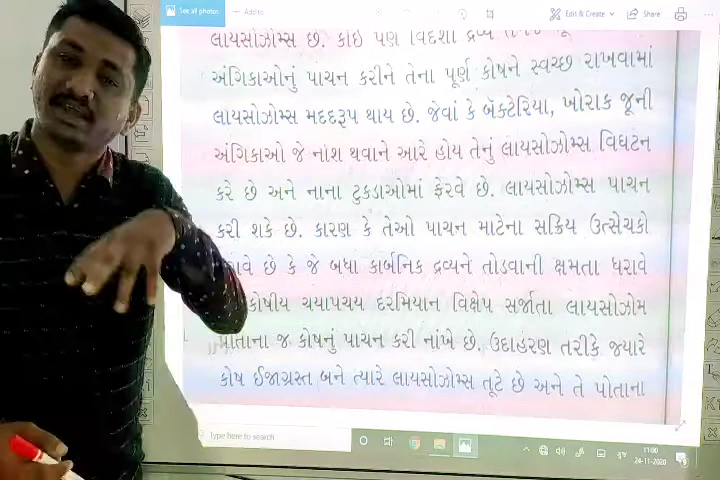 See all photos
Add to
Edit & Create
Share
લાયસોઝોમ્સ છે. કોઇ પણ વિદેશી દ્રવ્ય
અંગિકાઓનું પાચન કરીને તેના પૂર્ણ કોષને સ્વચ્છ રાખવામાં
લાયસોઝોમ્સ મદદરૂપ થાય છે. જેવાં કે બૅક્ટેરિયા, ખોરાક જૂની
અંગિકાઓ જે નાશ થવાને આરે હોય તેનું લાયસોઝોમ્સ વિઘટન
કરે છે અને નાના ટુકડાઓમાં ફેરવે છે. લાયસોઝોમ્સ પાચન
કરી શકે છે. કારણ કે તેઓ પાચન માટેના સક્રિય ઉત્સેચકો
છે કે જે બધા કાર્બનિક દ્રવ્યને તોડવાની ક્ષમતા ધરાવે
કોષીય ચયાપચય દરમિયાન વિક્ષેપ સર્જાતા લાયસોઝોમ
પોતાના જ કોષનું પાચન કરી નાંખે છે. ઉદાહરણ તરીકે જ્યારે
કોષ ઈજાગ્રસ્ત બને ત્યારે લાયસોઝોમ્સ તૂટે છે અને તે પોતાના
Type here to search
11:00
24-11-2020